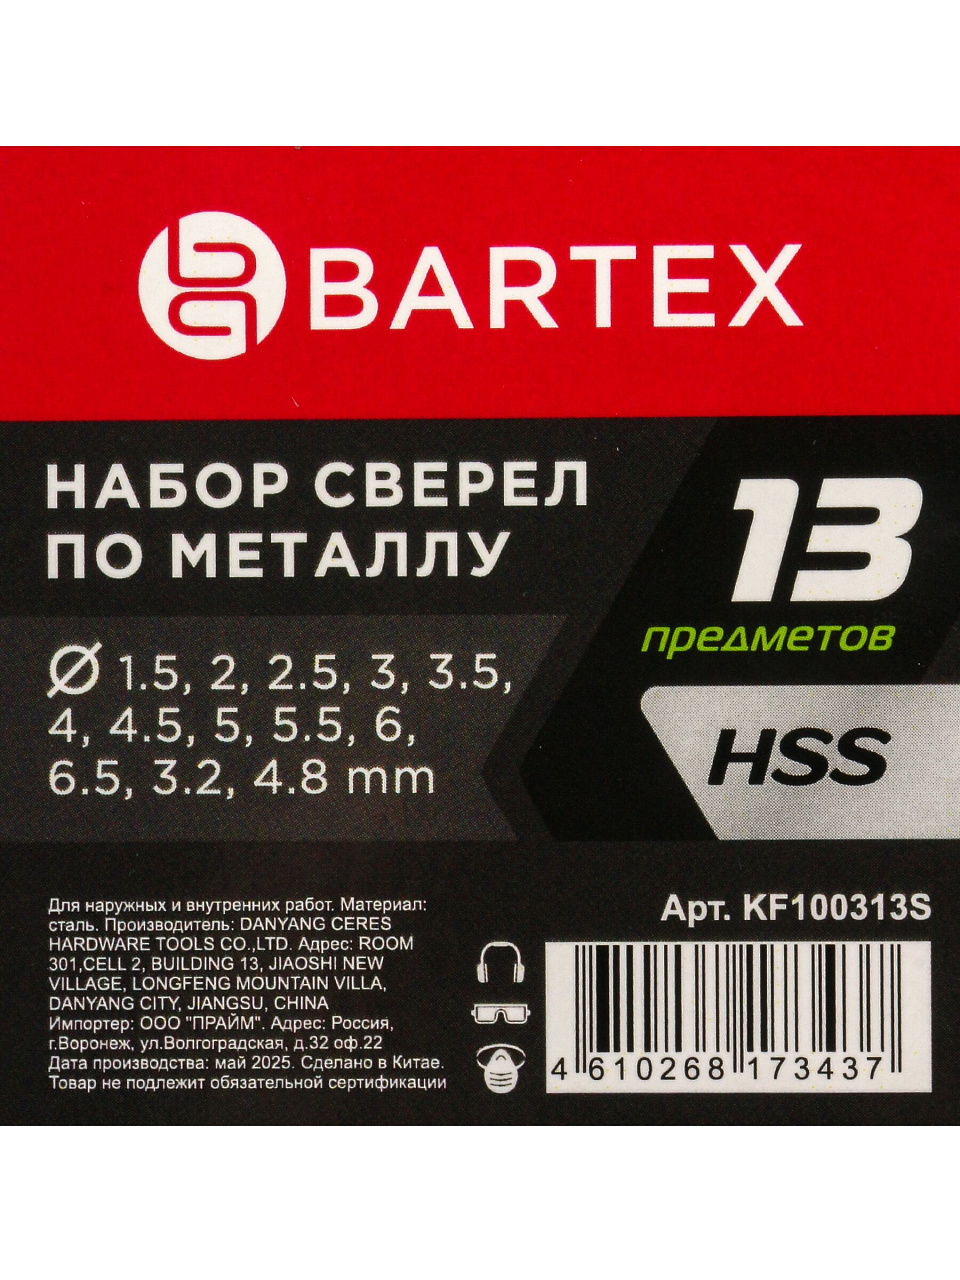 BARTEX
НАБОР СВЕРЕЛ
ПО МЕТАЛЛУ
13
предметов
Ø 1.5, 2, 2.5, 3, 3.5,
4, 4.5, 5, 5.5, 6,
6.5, 3.2, 4.8 mm
HSS
Для наружных и внутренних работ. Материал:
сталь. Производитель: DANYANG CERES
HARDWARE TOOLS CO.,LTD. Адрес: ROOM
301,CELL 2, BUILDING 13, JIAOSHI NEW
VILLAGE, LONGFENG MOUNTAIN VILLA,
DANYANG CITY, JIANGSU, CHINA
Импортер: ООО "ПРАЙМ". Адрес: Россия,
г.Воронеж, ул.Волгоградская, д.32 оф.22
Дата производства: май 2025. Сделано в Китае.
Товар не подлежит обязательной сертификации
Арт. KF100313S
4 610268 173437